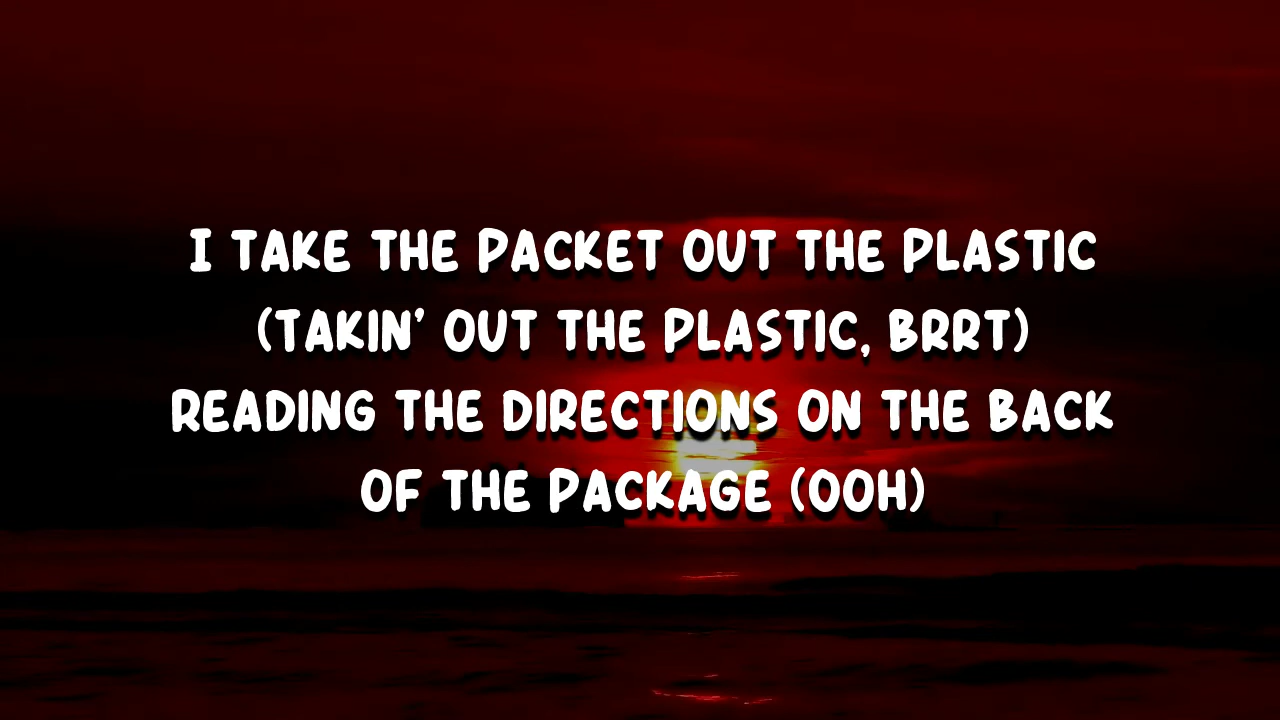 I TAKE THE PACKET OUT THE PLASTIC
(TAKIN' OUT THE PLASTIC, BRRT)
READING THE DIRECTIONS ON THE BACK
OF THE PACKAGE (OOH)